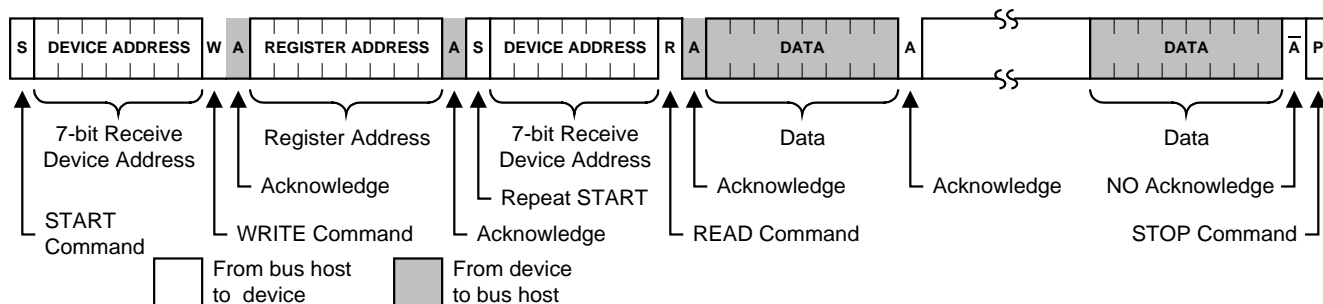 S DEVICE ADDRESS W A REGISTER ADDRESS A S DEVICE ADDRESS R A DATA A DATA A̅ P
7-bit Receive
Device Address
Register Address
7-bit Receive
Device Address
Data
Data
Acknowledge
Repeat START
Acknowledge
Acknowledge
NO Acknowledge
START
Command
WRITE Command
Acknowledge
READ Command
STOP Command
From bus host
to device
From device
to bus host